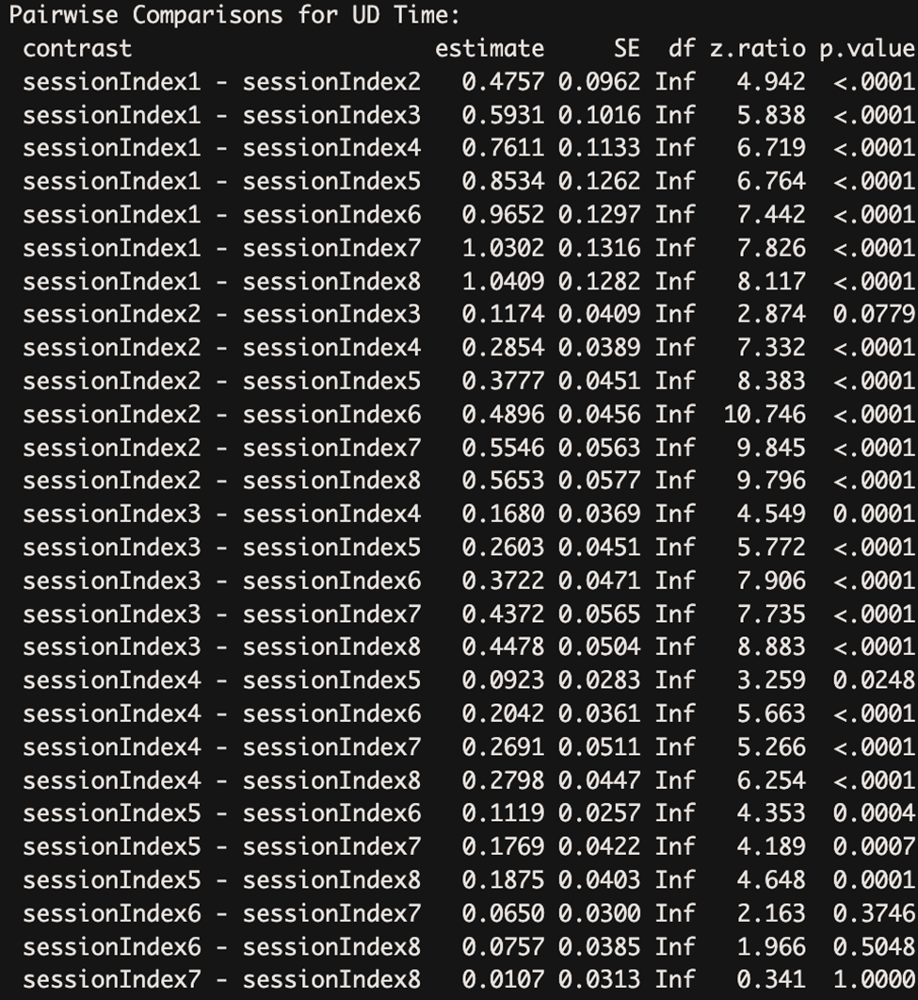 Pairwise Comparisons for UD Time:
contrast estimate SE df z.ratio p.value
sessionIndex1 - sessionIndex2 0.4757 0.0962 Inf 4.942 <.0001
sessionIndex1 - sessionIndex3 0.5931 0.1016 Inf 5.838 <.0001
sessionIndex1 - sessionIndex4 0.7611 0.1133 Inf 6.719 <.0001
sessionIndex1 - sessionIndex5 0.8534 0.1262 Inf 6.764 <.0001
sessionIndex1 - sessionIndex6 0.9652 0.1297 Inf 7.442 <.0001
sessionIndex1 - sessionIndex7 1.0302 0.1316 Inf 7.826 <.0001
sessionIndex1 - sessionIndex8 1.0409 0.1282 Inf 8.117 <.0001
sessionIndex2 - sessionIndex3 0.1174 0.0409 Inf 2.874 0.0779
sessionIndex2 - sessionIndex4 0.2854 0.0389 Inf 7.332 <.0001
sessionIndex2 - sessionIndex5 0.3777 0.0451 Inf 8.383 <.0001
sessionIndex2 - sessionIndex6 0.4896 0.0456 Inf 10.746 <.0001
sessionIndex2 - sessionIndex7 0.5546 0.0563 Inf 9.845 <.0001
sessionIndex2 - sessionIndex8 0.5653 0.0577 Inf 9.796 <.0001
sessionIndex3 - sessionIndex4 0.1680 0.0369 Inf 4.549 0.0001
sessionIndex3 - sessionIndex5 0.2603 0.0451 Inf 5.772 <.0001
sessionIndex3 - sessionIndex6 0.3722 0.0471 Inf 7.906 <.0001
sessionIndex3 - sessionIndex7 0.4372 0.0565 Inf 7.735 <.0001
sessionIndex3 - sessionIndex8 0.4478 0.0504 Inf 8.883 <.0001
sessionIndex4 - sessionIndex5 0.0923 0.0283 Inf 3.259 0.0248
sessionIndex4 - sessionIndex6 0.2042 0.0361 Inf 5.663 <.0001
sessionIndex4 - sessionIndex7 0.2691 0.0511 Inf 5.266 <.0001
sessionIndex4 - sessionIndex8 0.2798 0.0447 Inf 6.254 <.0001
sessionIndex5 - sessionIndex6 0.1119 0.0257 Inf 4.353 0.0004
sessionIndex5 - sessionIndex7 0.1769 0.0422 Inf 4.189 0.0007
sessionIndex5 - sessionIndex8 0.1875 0.0403 Inf 4.648 0.0001
sessionIndex6 - sessionIndex7 0.0650 0.0300 Inf 2.163 0.3746
sessionIndex6 - sessionIndex8 0.0757 0.0385 Inf 1.966 0.5048
sessionIndex7 - sessionIndex8 0.0107 0.0313 Inf 0.341 1.0000